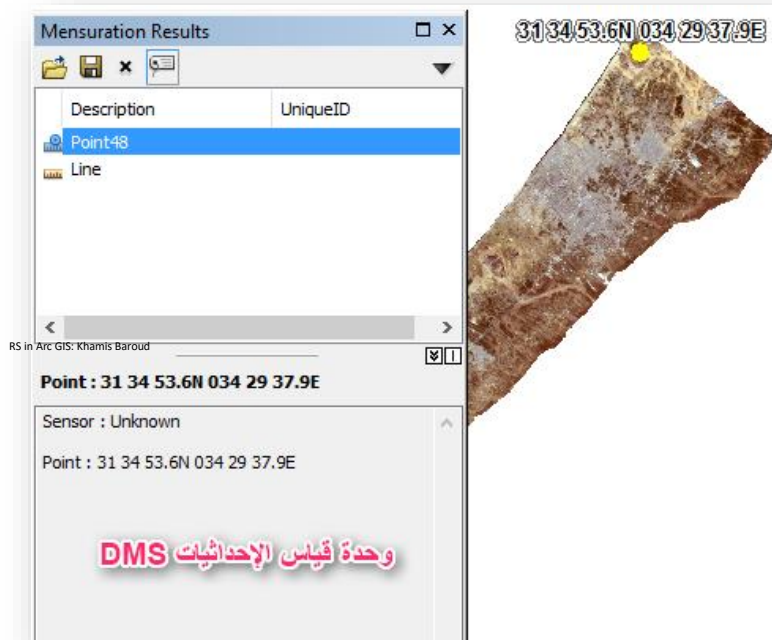 Mensuration Results
31 34 53.6N 034 29 37.9E
Description UniqueID
Point48
Line
RS in Arc GIS: Khamis Baroud
Point : 31 34 53.6N 034 29 37.9E
Sensor : Unknown
Point : 31 34 53.6N 034 29 37.9E
وحدة قياس الإحداثيات DMS